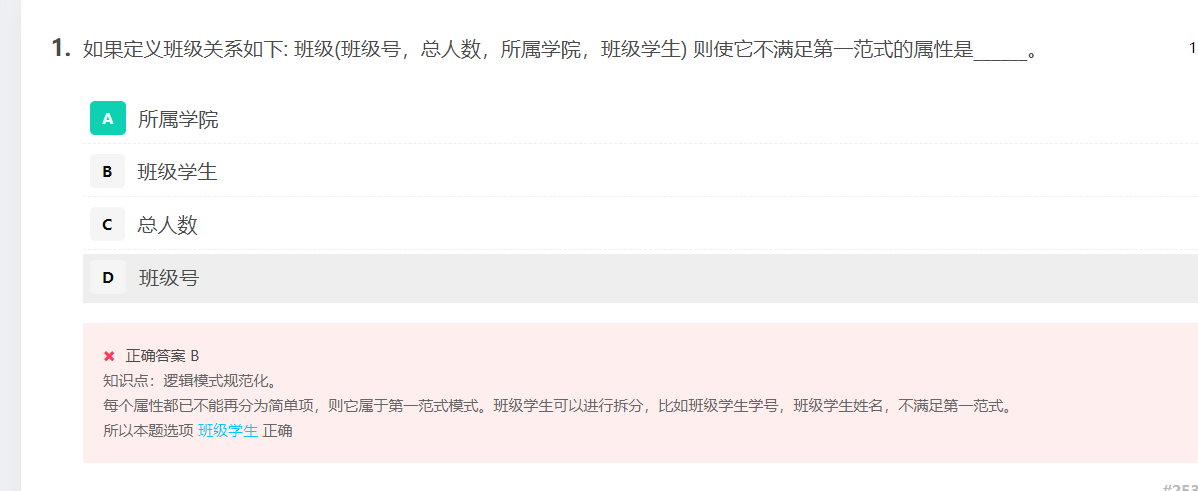 1. 如果定义班级关系如下: 班级(班级号，总人数，所属学院，班级学生) 则使它不满足第一范式的属性是______。
1
A 所属学院
B 班级学生
C 总人数
D 班级号
✖ 正确答案 B
知识点：逻辑模式规范化。
每个属性都已不能再分为简单项，则它属于第一范式模式。班级学生可以进行拆分，比如班级学生学号，班级学生姓名，不满足第一范式。
所以本题选项 班级学生 正确